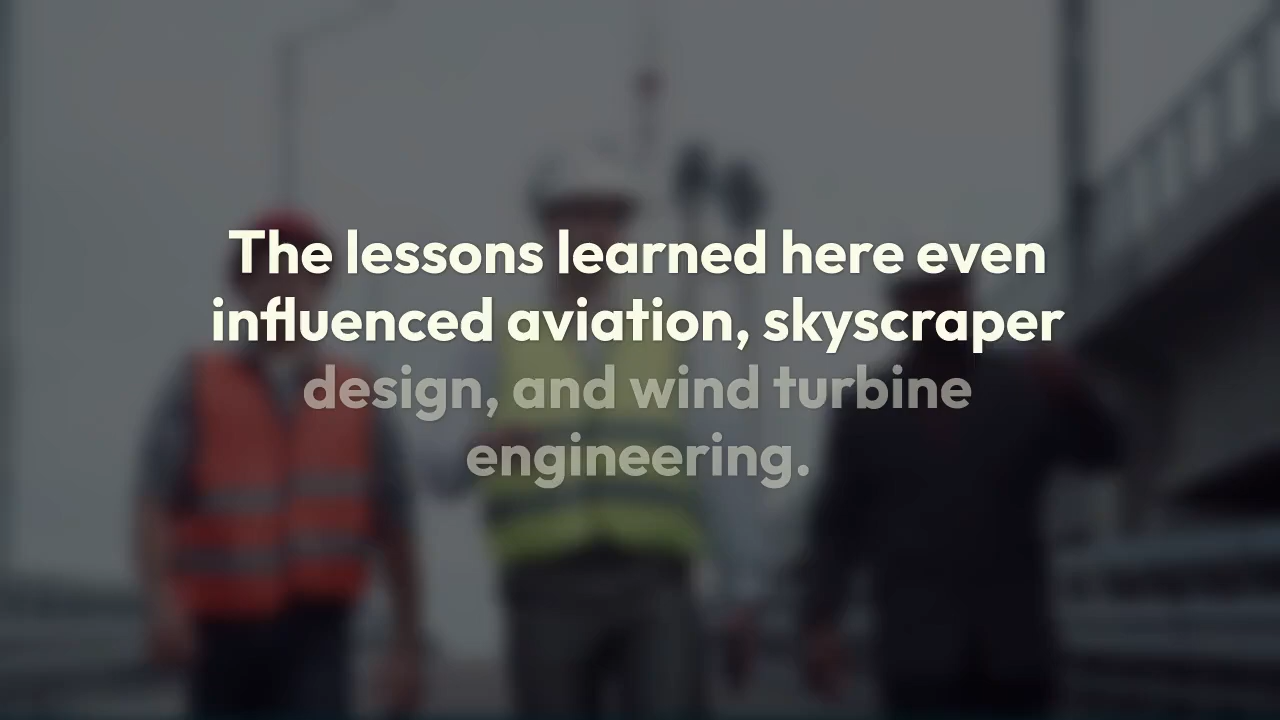 The lessons learned here even
influenced aviation, skyscraper
design, and wind turbine
engineering.